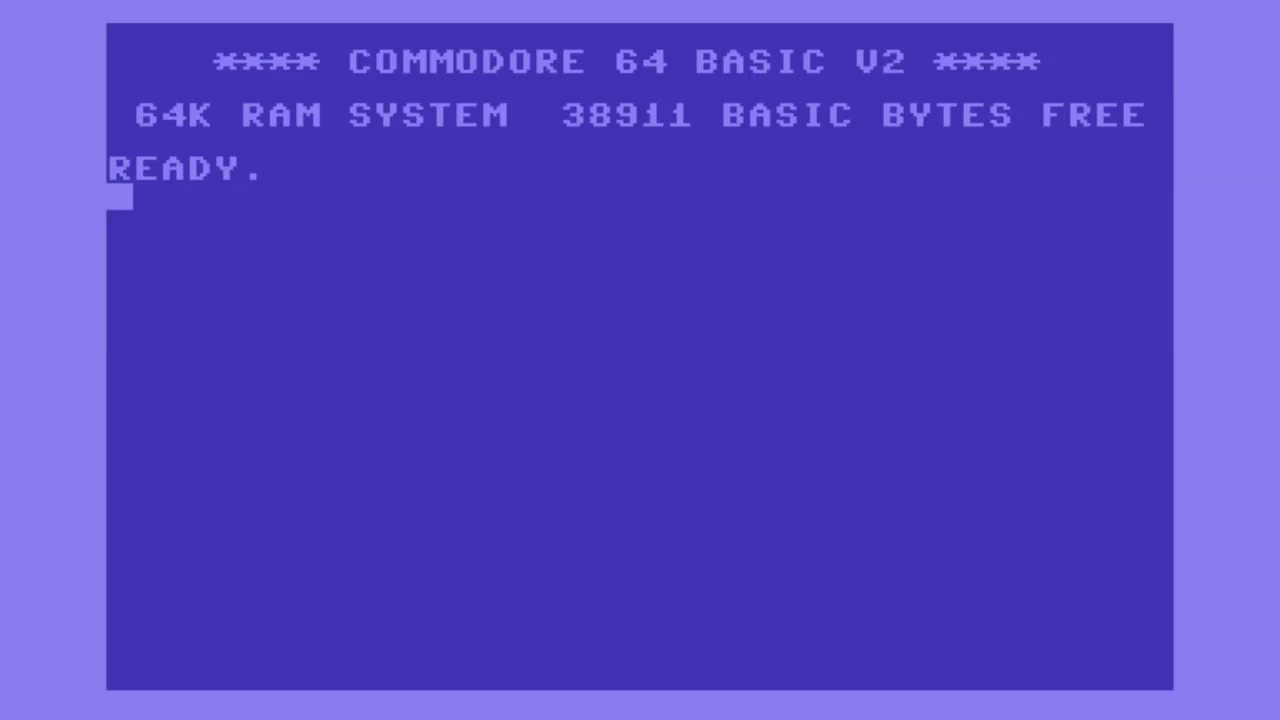 **** COMMODORE 64 BASIC V2 ****
64K RAM SYSTEM  38911 BASIC BYTES FREE
READY.